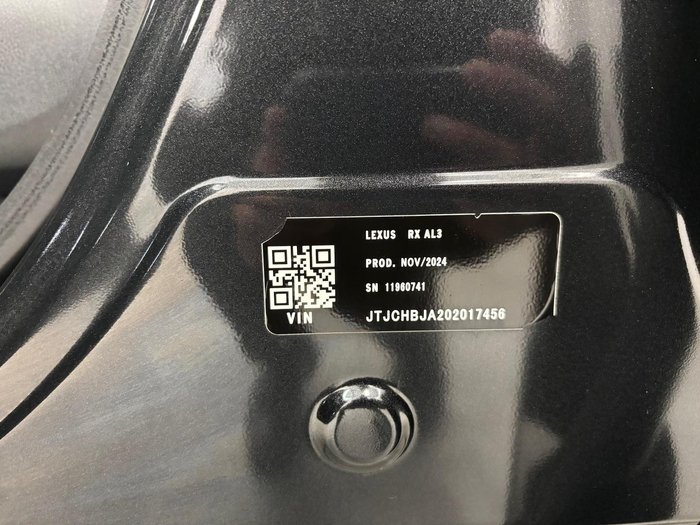 LEXUS RX AL3
PROD. NOV/2024
SN 11960741
VIN JTJCHBJA202017456